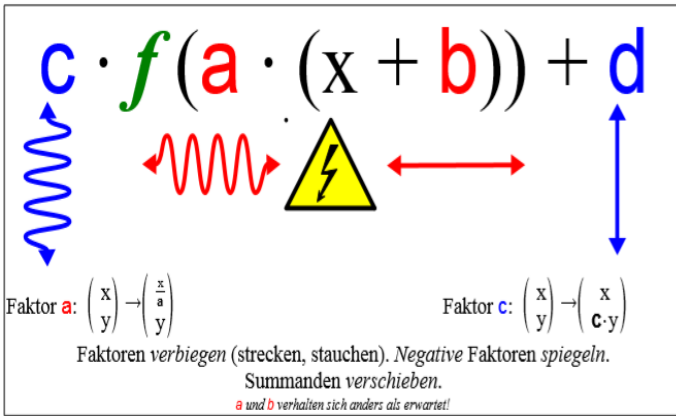 c · f(a · (x + b)) + d
Faktor a: (x y) → (x/a y)
Faktor c: (x y) → (x c·y)
Faktoren verbiegen (strecken, stauchen). Negative Faktoren spiegeln.
Summanden verschieben.
a und b verhalten sich anders als erwartet!